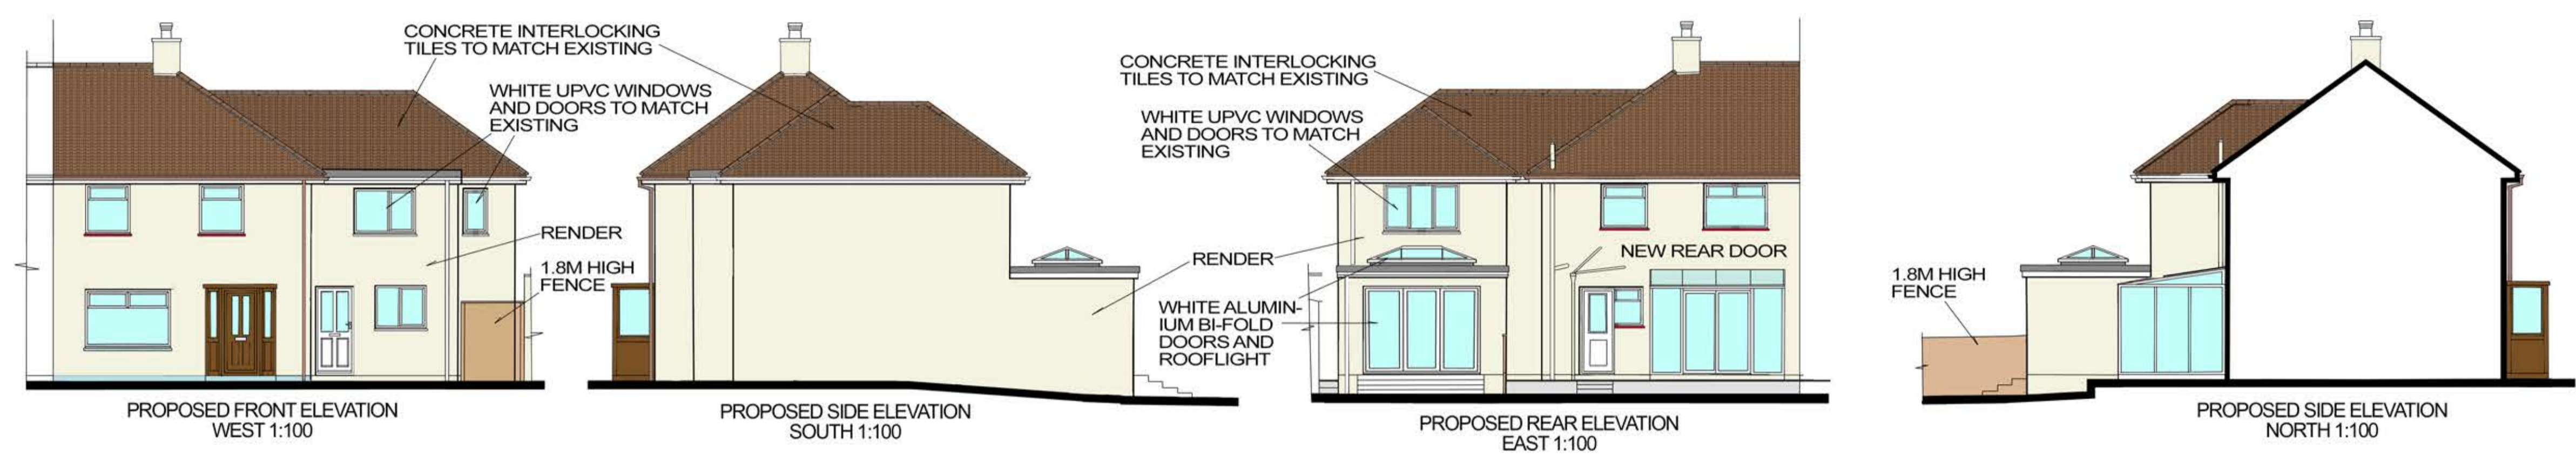 CONCRETE INTERLOCKING
TILES TO MATCH EXISTING
WHITE UPVC WINDOWS
AND DOORS TO MATCH
EXISTING
RENDER
1.8M HIGH
FENCE
PROPOSED FRONT ELEVATION
WEST 1:100
PROPOSED SIDE ELEVATION
SOUTH 1:100
CONCRETE INTERLOCKING
TILES TO MATCH EXISTING
WHITE UPVC WINDOWS
AND DOORS TO MATCH
EXISTING
RENDER
NEW REAR DOOR
WHITE ALUMIN-
IUM BI-FOLD
DOORS AND
ROOFLIGHT
PROPOSED REAR ELEVATION
EAST 1:100
1.8M HIGH
FENCE
PROPOSED SIDE ELEVATION
NORTH 1:100